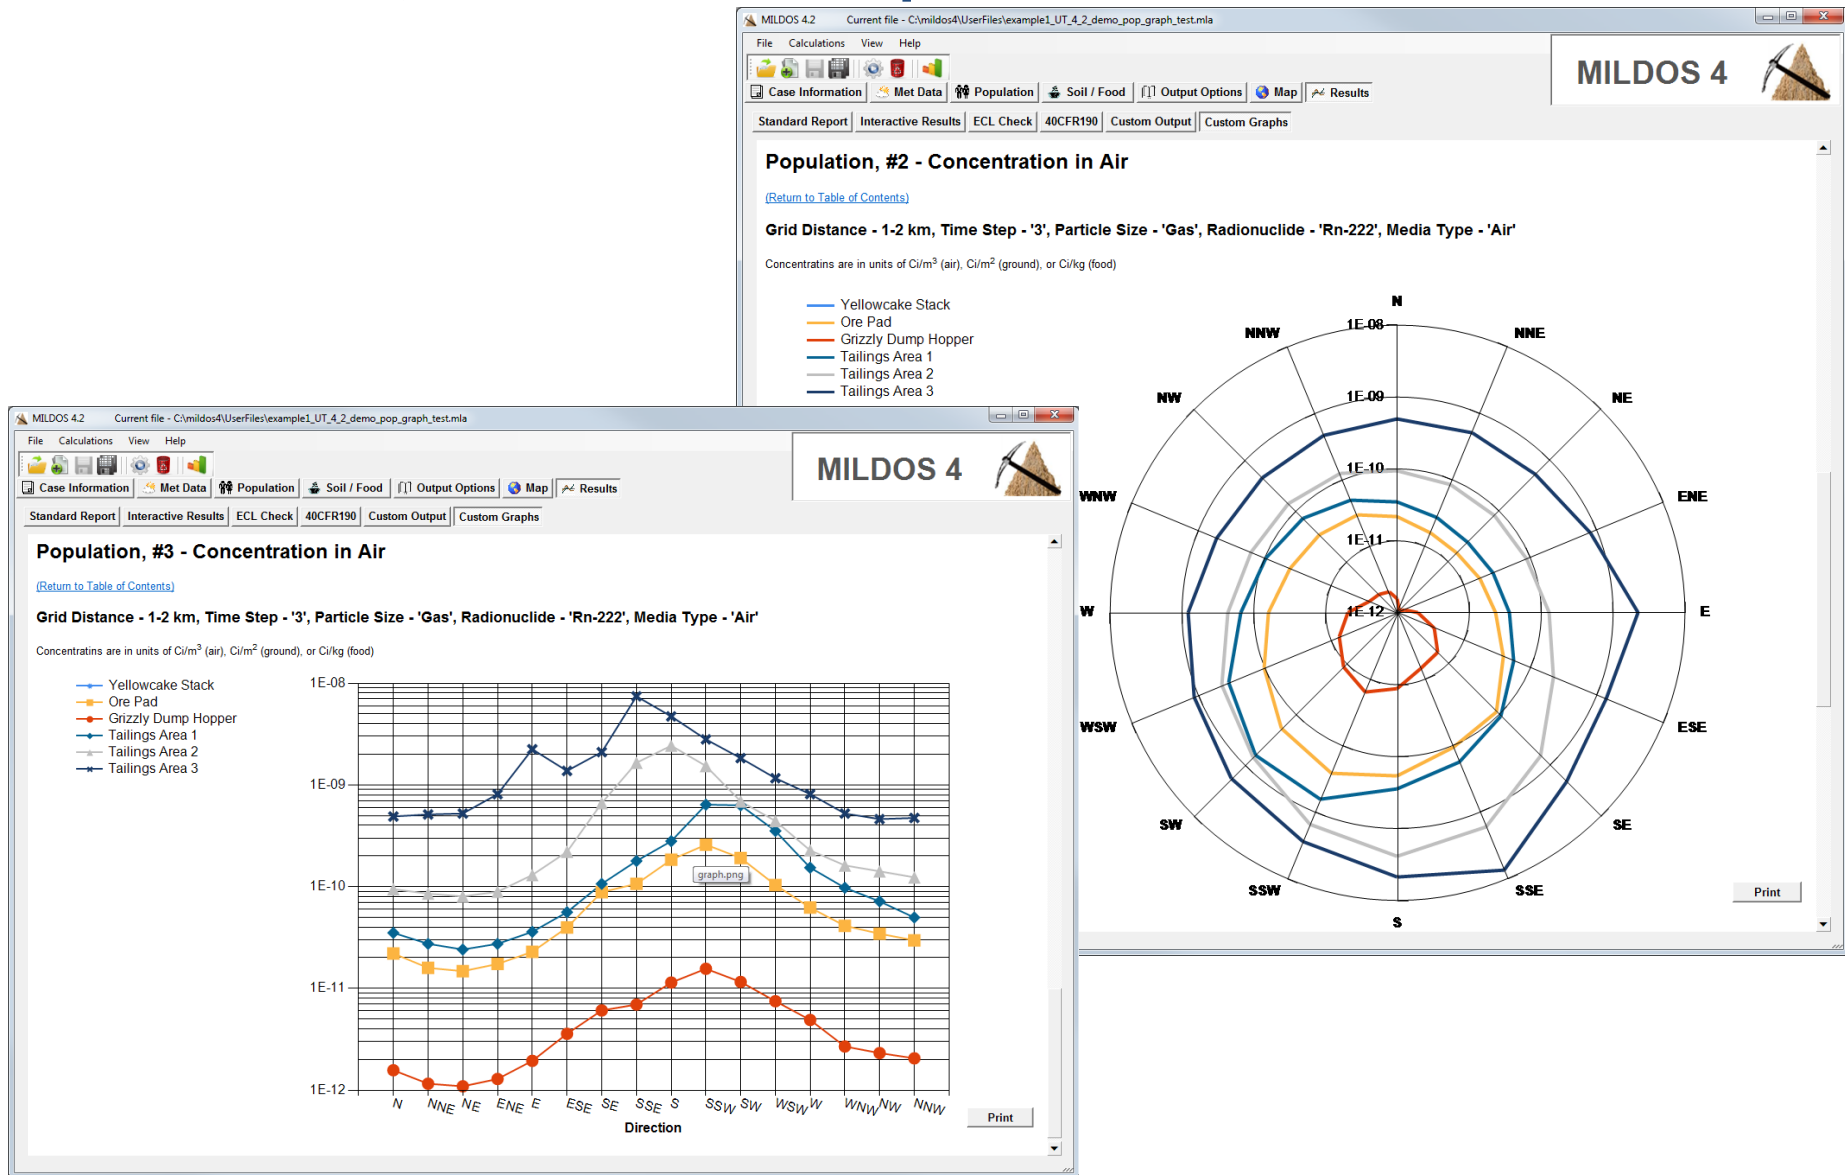 MILDOS 4.2 Current file - C:\mildos4\UserFiles\example1_UT_4_2_demo_pop_graph_test.mla
File Calculations View Help
MILDOS 4
Case Information Met Data Population Soil / Food Output Options Map Results
Standard Report Interactive Results ECL Check 40CFR190 Custom Output Custom Graphs
Population, #2 - Concentration in Air
(Return to Table of Contents)
Grid Distance - 1-2 km, Time Step - '3', Particle Size - 'Gas', Radionuclide - 'Rn-222', Media Type - 'Air'
Concentratins are in units of Ci/m3 (air), Ci/m2 (ground), or Ci/kg (food)
Yellowcake Stack
Ore Pad
Grizzly Dump Hopper
Tailings Area 1
Tailings Area 2
Tailings Area 3
N
NNE
NE
ENE
E
ESE
SE
SSE
S
SSW
SW
WSW
W
WNW
NW
NNW
1E-08
1E-09
1E-10
1E-11
1E-12
Print
MILDOS 4.2 Current file - C:\mildos4\UserFiles\example1_UT_4_2_demo_pop_graph_test.mla
File Calculations View Help
MILDOS 4
Case Information Met Data Population Soil / Food Output Options Map Results
Standard Report Interactive Results ECL Check 40CFR190 Custom Output Custom Graphs
Population, #3 - Concentration in Air
(Return to Table of Contents)
Grid Distance - 1-2 km, Time Step - '3', Particle Size - 'Gas', Radionuclide - 'Rn-222', Media Type - 'Air'
Concentratins are in units of Ci/m3 (air), Ci/m2 (ground), or Ci/kg (food)
Yellowcake Stack
Ore Pad
Grizzly Dump Hopper
Tailings Area 1
Tailings Area 2
Tailings Area 3
1E-08
1E-09
1E-10
1E-11
1E-12
graph.png
N NNE NE ENE E ESE SE SSE S SSW SW WSW W WNW NW NNW
Direction
Print